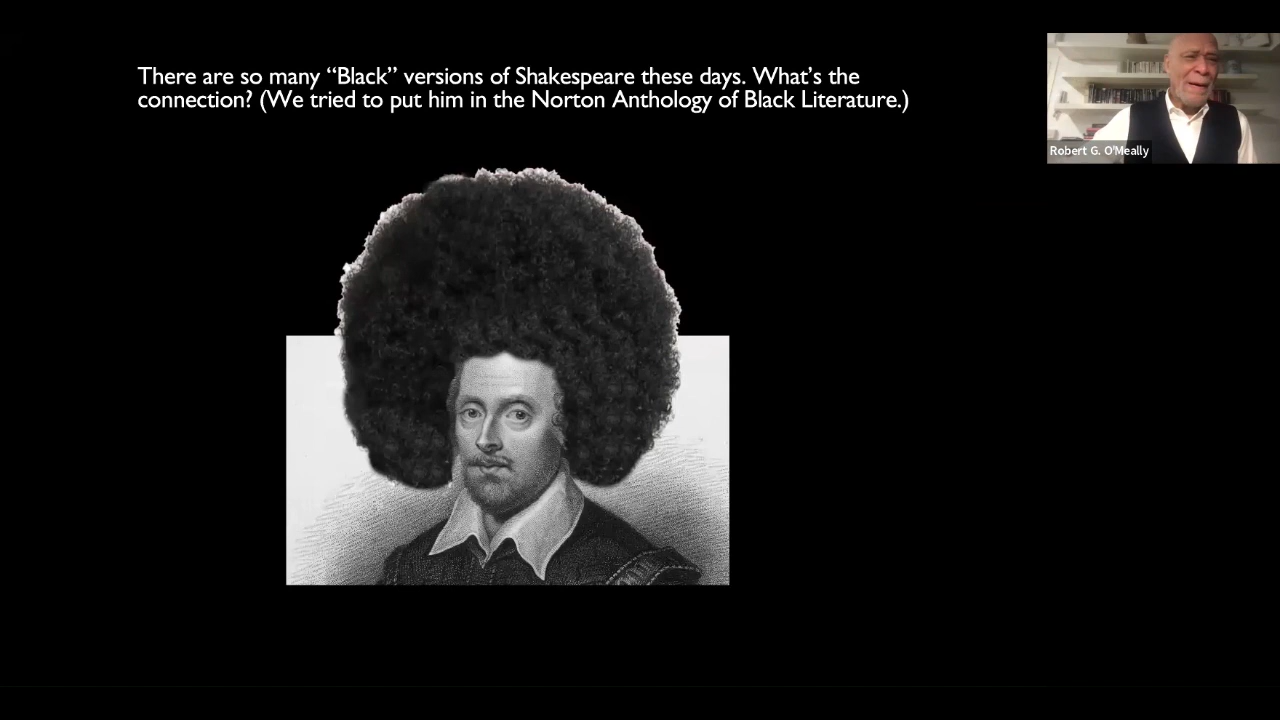 There are so many “Black” versions of Shakespeare these days. What’s the
connection? (We tried to put him in the Norton Anthology of Black Literature.)
Robert G. O'Meally